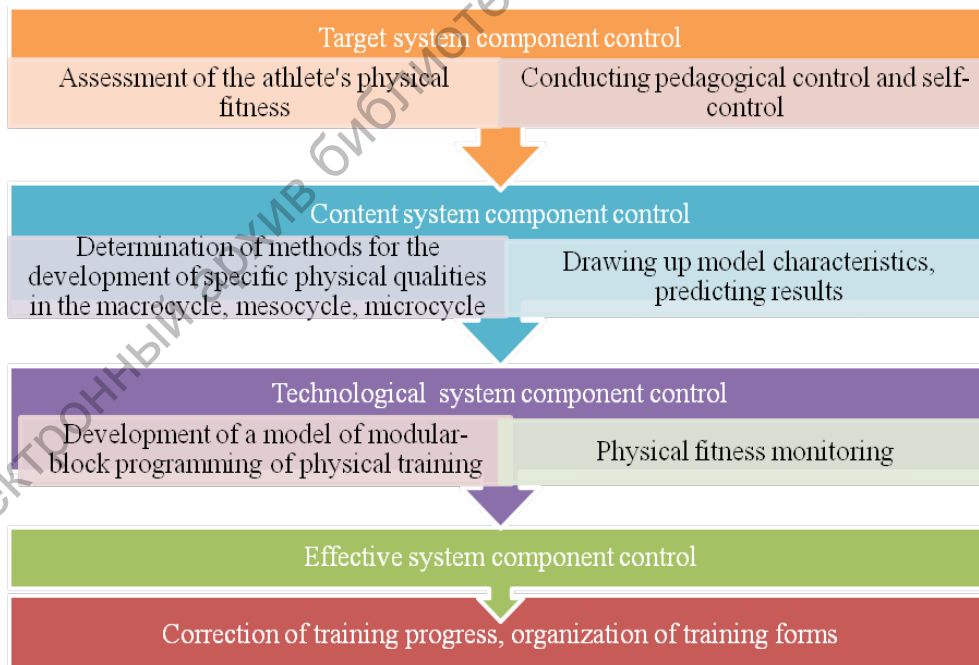 Target system component control
Assessment of the athlete's physical
fitness
Conducting pedagogical control and self-
control
Content system component control
Determination of methods for the
development of specific physical qualities
in the macrocycle, mesocycle, microcycle
Drawing up model characteristics,
predicting results
Technological system component control
Development of a model of modular-
block programming of physical training
Physical fitness monitoring
Effective system component control
Correction of training progress, organization of training forms
архив